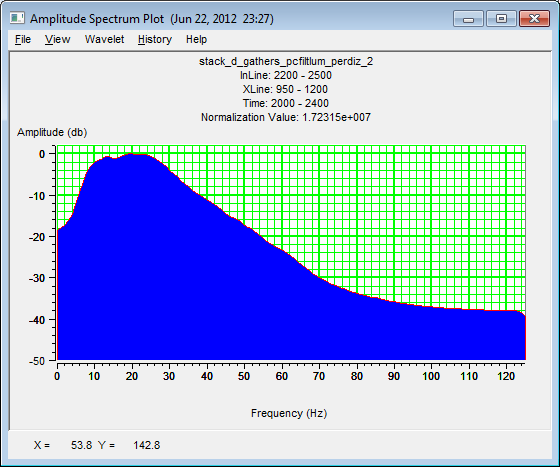 Amplitude Spectrum Plot (Jun 22, 2012 23:27)
File View Wavelet History Help
stack_d_gathers_pcfiltlum_perdiz_2
InLine: 2200 - 2500
XLine: 950 - 1200
Time: 2000 - 2400
Normalization Value: 1.72315e+007
Amplitude (db)
0
-10
-20
-30
-40
-50
0 10 20 30 40 50 60 70 80 90 100 110 120
Frequency (Hz)
X = 53.8 Y = 142.8